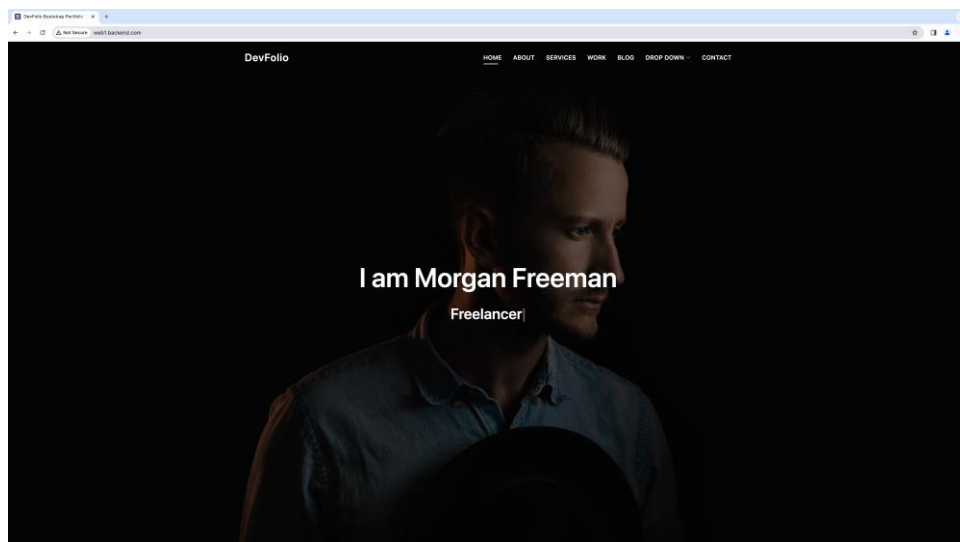 DevFolio Bootstrap Portfolio
Not Secure web1.backend.com
DevFolio
HOME ABOUT SERVICES WORK BLOG DROP DOWN CONTACT
I am Morgan Freeman
Freelancer